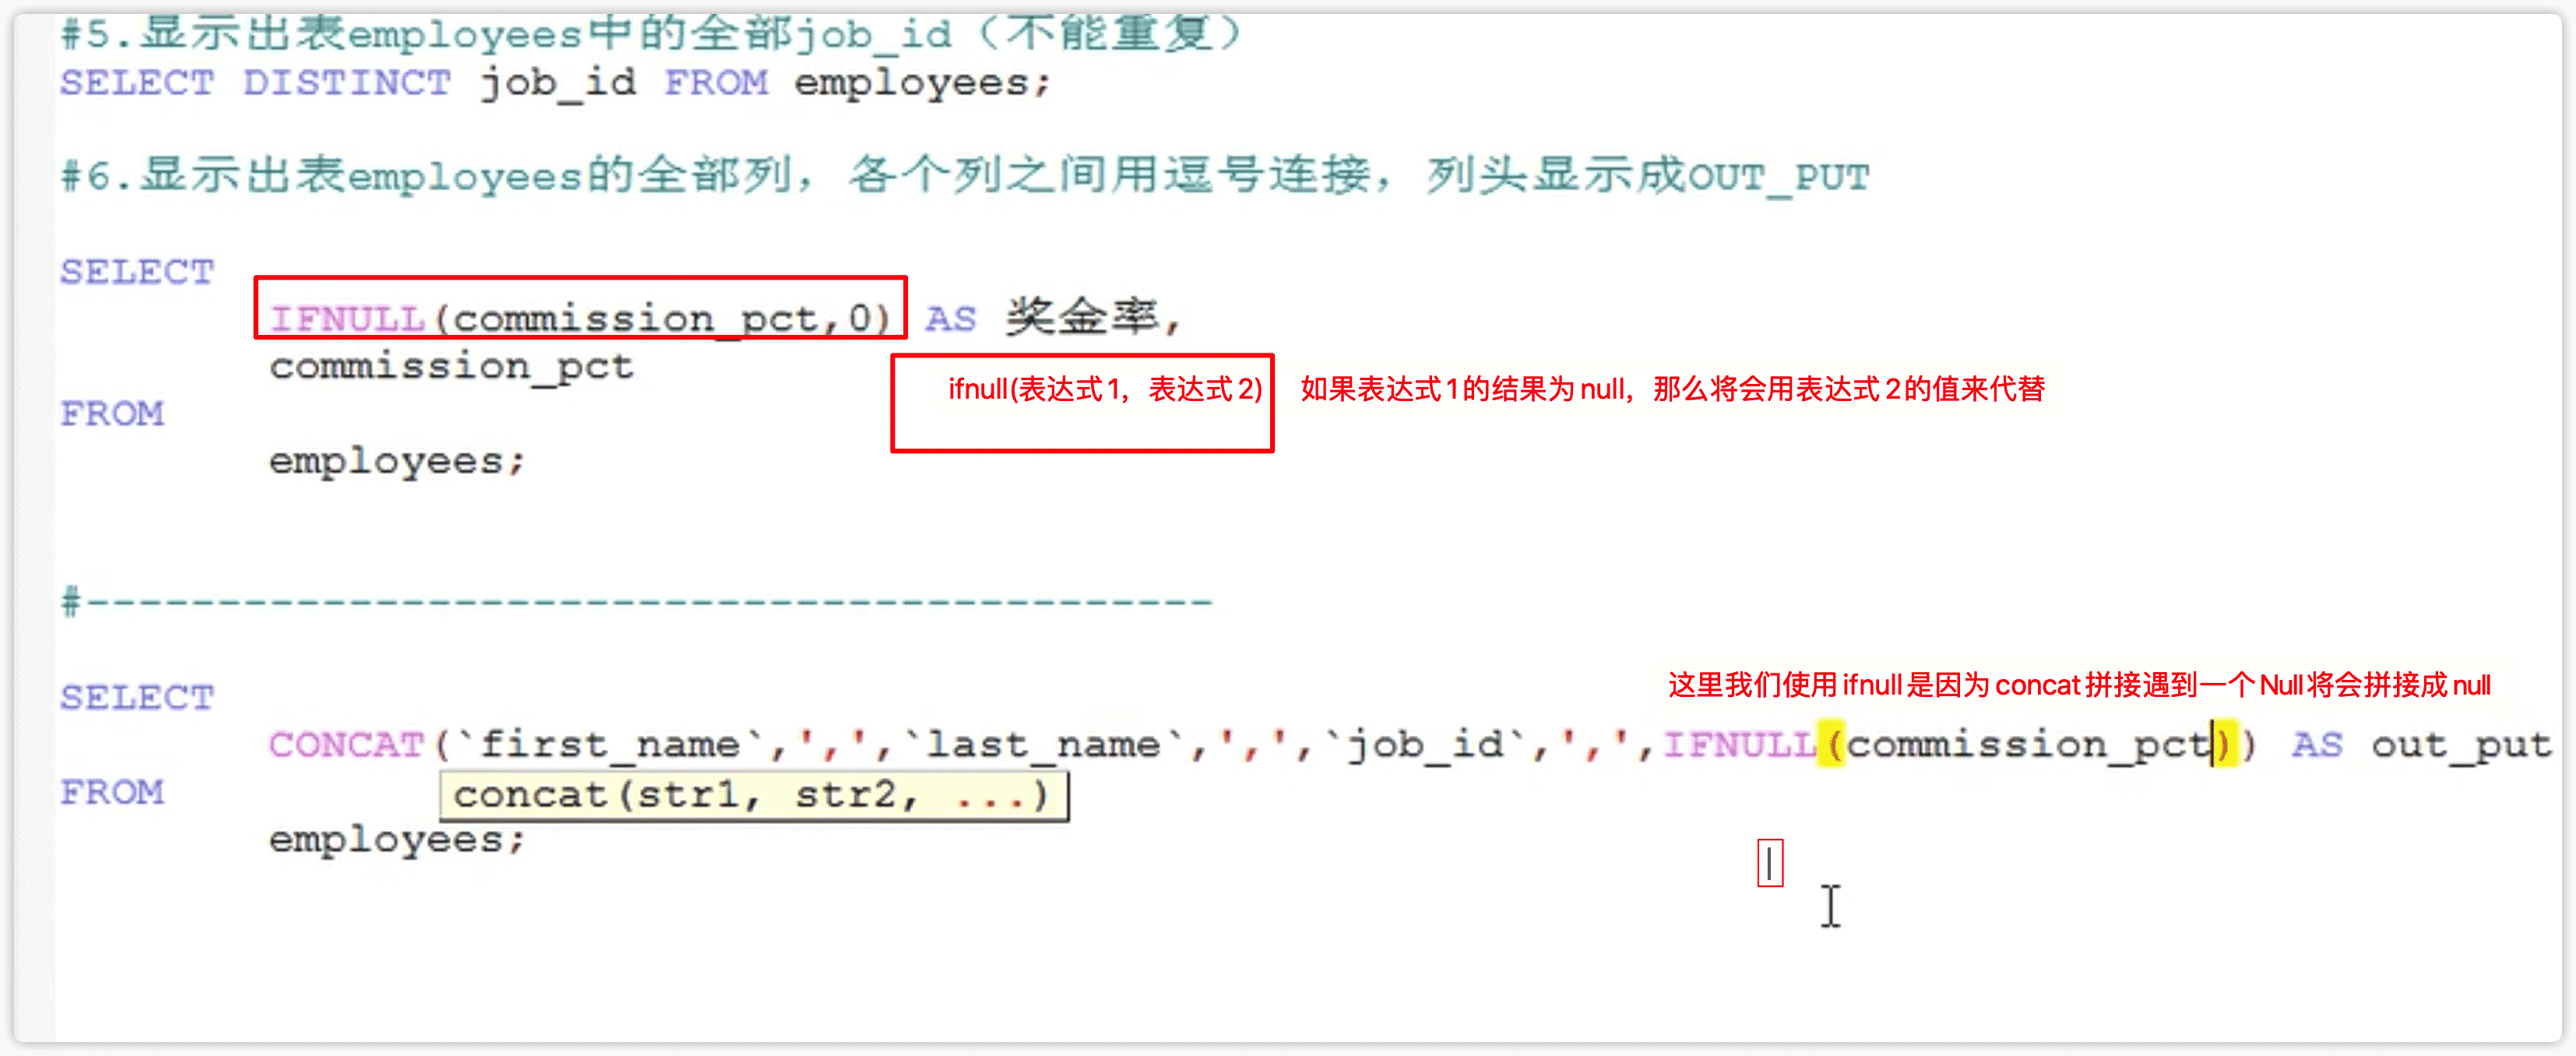 #5.显示出表employees中的全部job_id（不能重复）
SELECT DISTINCT job_id FROM employees;
#6.显示出表employees的全部列，各个列之间用逗号连接，列头显示成OUT_PUT
SELECT
IFNULL(commission_pct,0) AS 奖金率,
commission_pct
ifnull(表达式1，表达式2) 如果表达式1的结果为null，那么将会用表达式2的值来代替
FROM
employees;
#-------------------------------------------
SELECT
这里我们使用ifnull是因为concat拼接遇到一个Null将会拼接成null
CONCAT(`first_name`,',',`last_name`,',',`job_id`,',',IFNULL(commission_pct)) AS out_put
FROM
concat(str1, str2, ...)
employees;